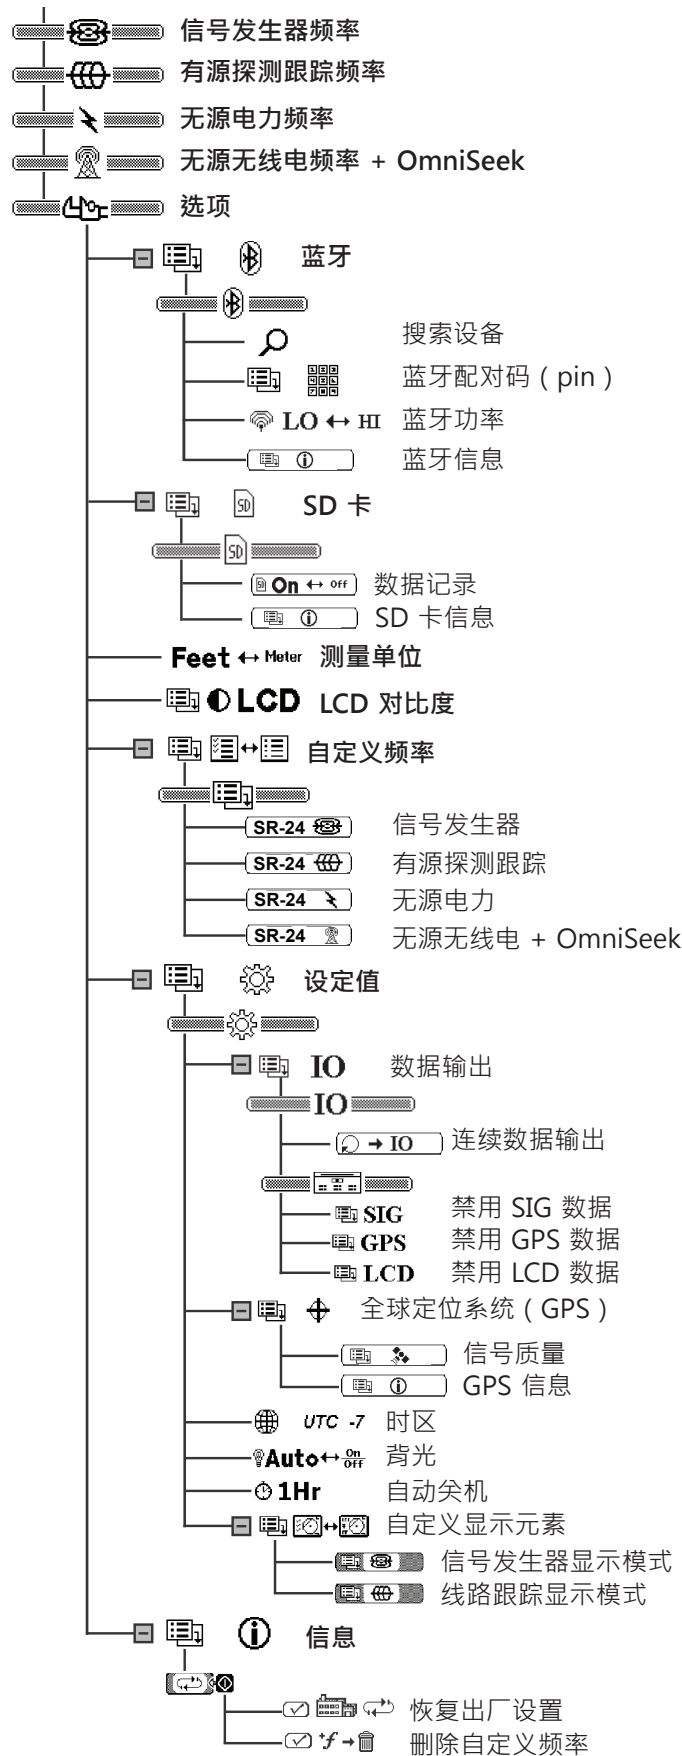 信号发生器频率
有源探测跟踪频率
无源电力频率
无源无线电频率 + OmniSeek
选项
蓝牙
搜索设备
蓝牙配对码 ( pin )
LO ↔ HI 蓝牙功率
蓝牙信息
SD SD 卡
SD
SD On ↔ Off 数据记录
SD 卡信息
Feet ↔ Meter 测量单位
LCD LCD 对比度
自定义频率
SR-24 信号发生器
SR-24 有源探测跟踪
SR-24 无源电力
SR-24 无源无线电 + OmniSeek
设定值
IO 数据输出
IO
→ IO 连续数据输出
SIG 禁用 SIG 数据
GPS 禁用 GPS 数据
LCD 禁用 LCD 数据
全球定位系统 ( GPS )
信号质量
GPS 信息
UTC -7 时区
Auto ↔ On Off 背光
1Hr 自动关机
自定义显示元素
信号发生器显示模式
线路跟踪显示模式
信息
恢复出厂设置
+f → 删除自定义频率